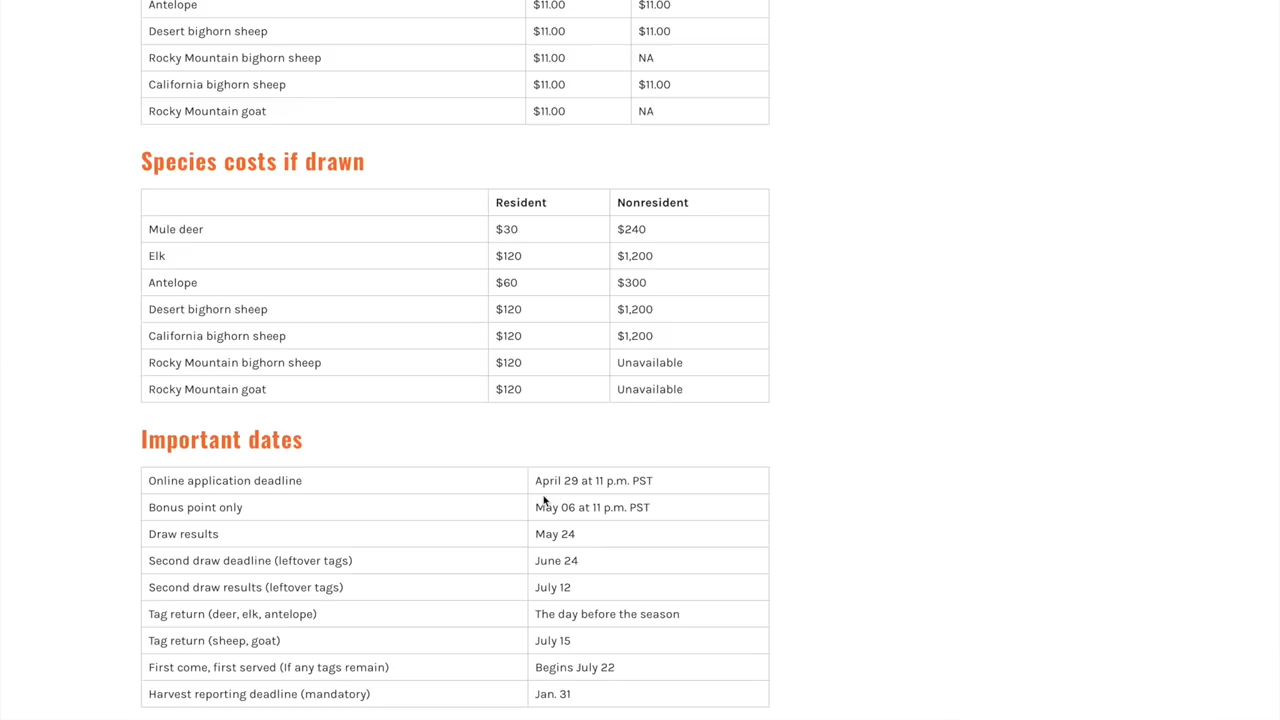 Antelope $11.00 $11.00
Desert bighorn sheep $11.00 $11.00
Rocky Mountain bighorn sheep $11.00 NA
California bighorn sheep $11.00 $11.00
Rocky Mountain goat $11.00 NA
Species costs if drawn
Resident Nonresident
Mule deer $30 $240
Elk $120 $1,200
Antelope $60 $300
Desert bighorn sheep $120 $1,200
California bighorn sheep $120 $1,200
Rocky Mountain bighorn sheep $120 Unavailable
Rocky Mountain goat $120 Unavailable
Important dates
Online application deadline April 29 at 11 p.m. PST
Bonus point only May 06 at 11 p.m. PST
Draw results May 24
Second draw deadline (leftover tags) June 24
Second draw results (leftover tags) July 12
Tag return (deer, elk, antelope) The day before the season
Tag return (sheep, goat) July 15
First come, first served (If any tags remain) Begins July 22
Harvest reporting deadline (mandatory) Jan. 31